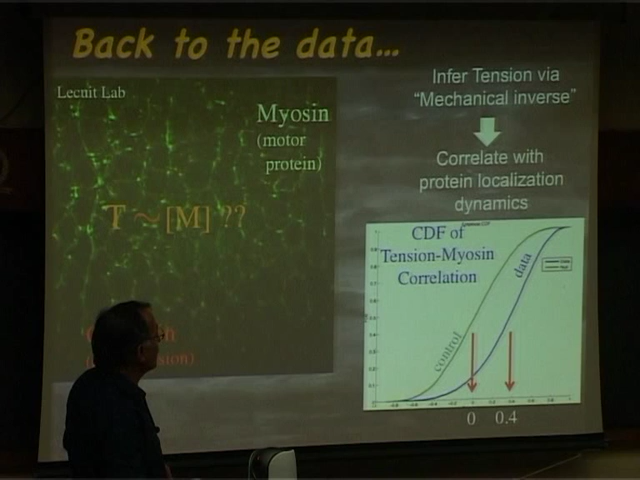 Back to the data...
Lecuit Lab
Myosin
(motor
protein)
T ~ [M] ??
Infer Tension via
"Mechanical inverse"
Correlate with
protein localization
dynamics
CDF of
Tension-Myosin
Correlation
data
control
0 0.4